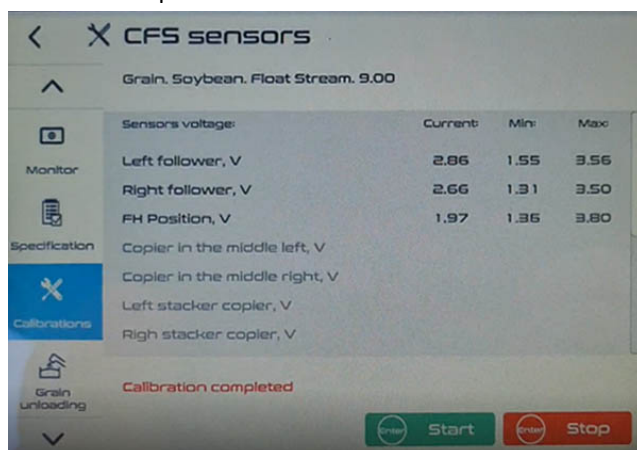 CFS sensors
Grain. Soybean. Float Stream. 9.00
Sensors voltage: Current: Min: Max:
Left follower, V 2.86 1.55 3.56
Right follower, V 2.66 1.31 3.50
FH Position, V 1.97 1.36 3.80
Copier in the middle left, V
Copier in the middle right, V
Left stacker copier, V
Righ stacker copier, V
Calibration completed
Monitor
Specification
Calibrations
Grain
unloading
Enter Start
Enter Stop